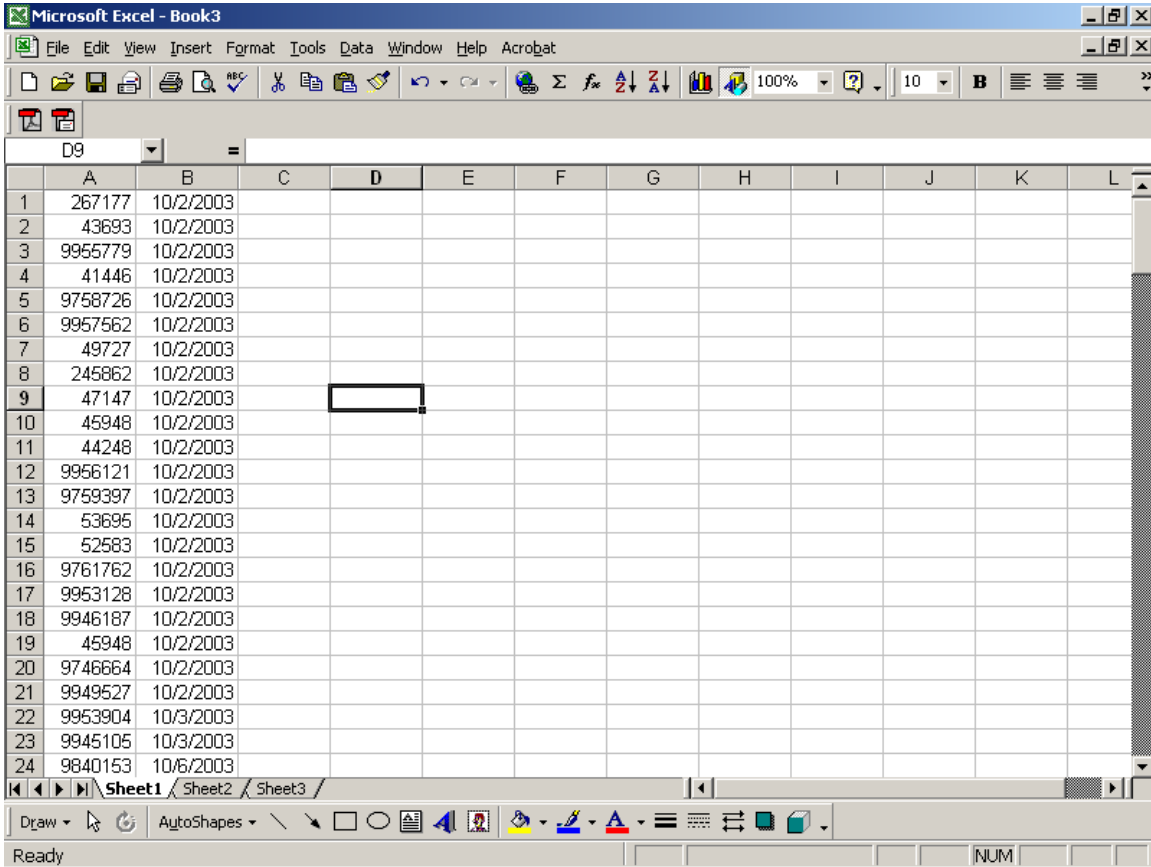 Microsoft Excel - Book3
File Edit View Insert Format Tools Data Window Help Acrobat
ABC Σ fx A Z Z A 100% ? 10 B »
D9 =
A B C D E F G H I J K L
1 267177 10/2/2003
2 43693 10/2/2003
3 9955779 10/2/2003
4 41446 10/2/2003
5 9758726 10/2/2003
6 9957562 10/2/2003
7 49727 10/2/2003
8 245862 10/2/2003
9 47147 10/2/2003
10 45948 10/2/2003
11 44248 10/2/2003
12 9956121 10/2/2003
13 9759397 10/2/2003
14 53695 10/2/2003
15 52583 10/2/2003
16 9761762 10/2/2003
17 9953128 10/2/2003
18 9946187 10/2/2003
19 45948 10/2/2003
20 9746664 10/2/2003
21 9949527 10/2/2003
22 9953904 10/3/2003
23 9945105 10/3/2003
24 9840153 10/6/2003
Sheet1 Sheet2 Sheet3
Draw AutoShapes A A
Ready NUM